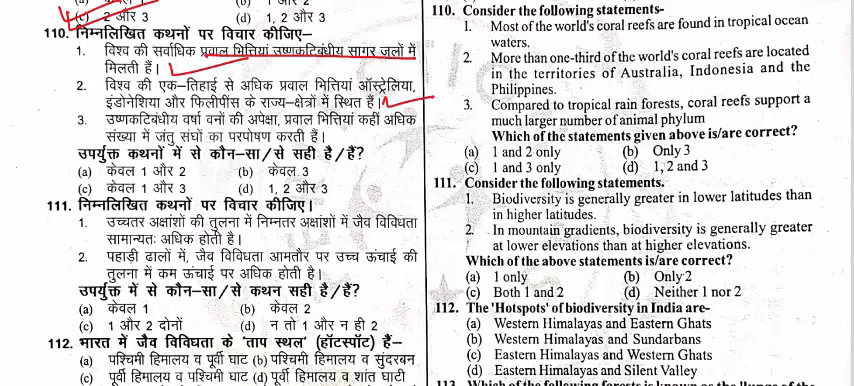 (c) 2 और 3 (d) 1, 2 और 3
110. निम्नलिखित कथनों पर विचार कीजिए–
1. विश्व की सर्वाधिक प्रवाल भित्तियां उष्णकटिबंधीय सागर जलों में
मिलती हैं।
2. विश्व की एक-तिहाई से अधिक प्रवाल भित्तियां ऑस्ट्रेलिया,
इंडोनेशिया और फिलीपींस के राज्य-क्षेत्रों में स्थित हैं।
3. उष्णकटिबंधीय वर्षा वनों की अपेक्षा, प्रवाल भित्तियां कहीं अधिक
संख्या में जंतु संघों का परपोषण करती हैं।
उपर्युक्त कथनों में से कौन-सा/से सही है/हैं?
(a) केवल 1 और 2 (b) केवल 3
(c) केवल 1 और 3 (d) 1, 2 और 3
111. निम्नलिखित कथनों पर विचार कीजिए।
1. उच्चतर अक्षांशों की तुलना में निम्नतर अक्षांशों में जैव विविधता
सामान्यतः अधिक होती है।
2. पहाड़ी ढालों में, जैव विविधता आमतौर पर उच्च ऊंचाई की
तुलना में कम ऊंचाई पर अधिक होती है।
उपर्युक्त में से कौन-सा/से कथन सही है/हैं?
(a) केवल 1 (b) केवल 2
(c) 1 और 2 दोनों (d) न तो 1 और न ही 2
112. भारत में जैव विविधता के 'ताप स्थल' (हॉटस्पॉट) हैं–
(a) पश्चिमी हिमालय व पूर्वी घाट (b) पश्चिमी हिमालय व सुंदरबन
(c) पूर्वी हिमालय व पश्चिमी घाट (d) पूर्वी हिमालय व शांत घाटी
110. Consider the following statements-
1. Most of the world's coral reefs are found in tropical ocean
waters.
2. More than one-third of the world's coral reefs are located
in the territories of Australia, Indonesia and the
Philippines.
3. Compared to tropical rain forests, coral reefs support a
much larger number of animal phylum
Which of the statements given above is/are correct?
(a) 1 and 2 only (b) Only 3
(c) 1 and 3 only (d) 1, 2 and 3
111. Consider the following statements.
1. Biodiversity is generally greater in lower latitudes than
in higher latitudes.
2. In mountain gradients, biodiversity is generally greater
at lower elevations than at higher elevations.
Which of the above statements is/are correct?
(a) 1 only (b) Only 2
(c) Both 1 and 2 (d) Neither 1 nor 2
112. The 'Hotspots' of biodiversity in India are-
(a) Western Himalayas and Eastern Ghats
(b) Western Himalayas and Sundarbans
(c) Eastern Himalayas and Western Ghats
(d) Eastern Himalayas and Silent Valley